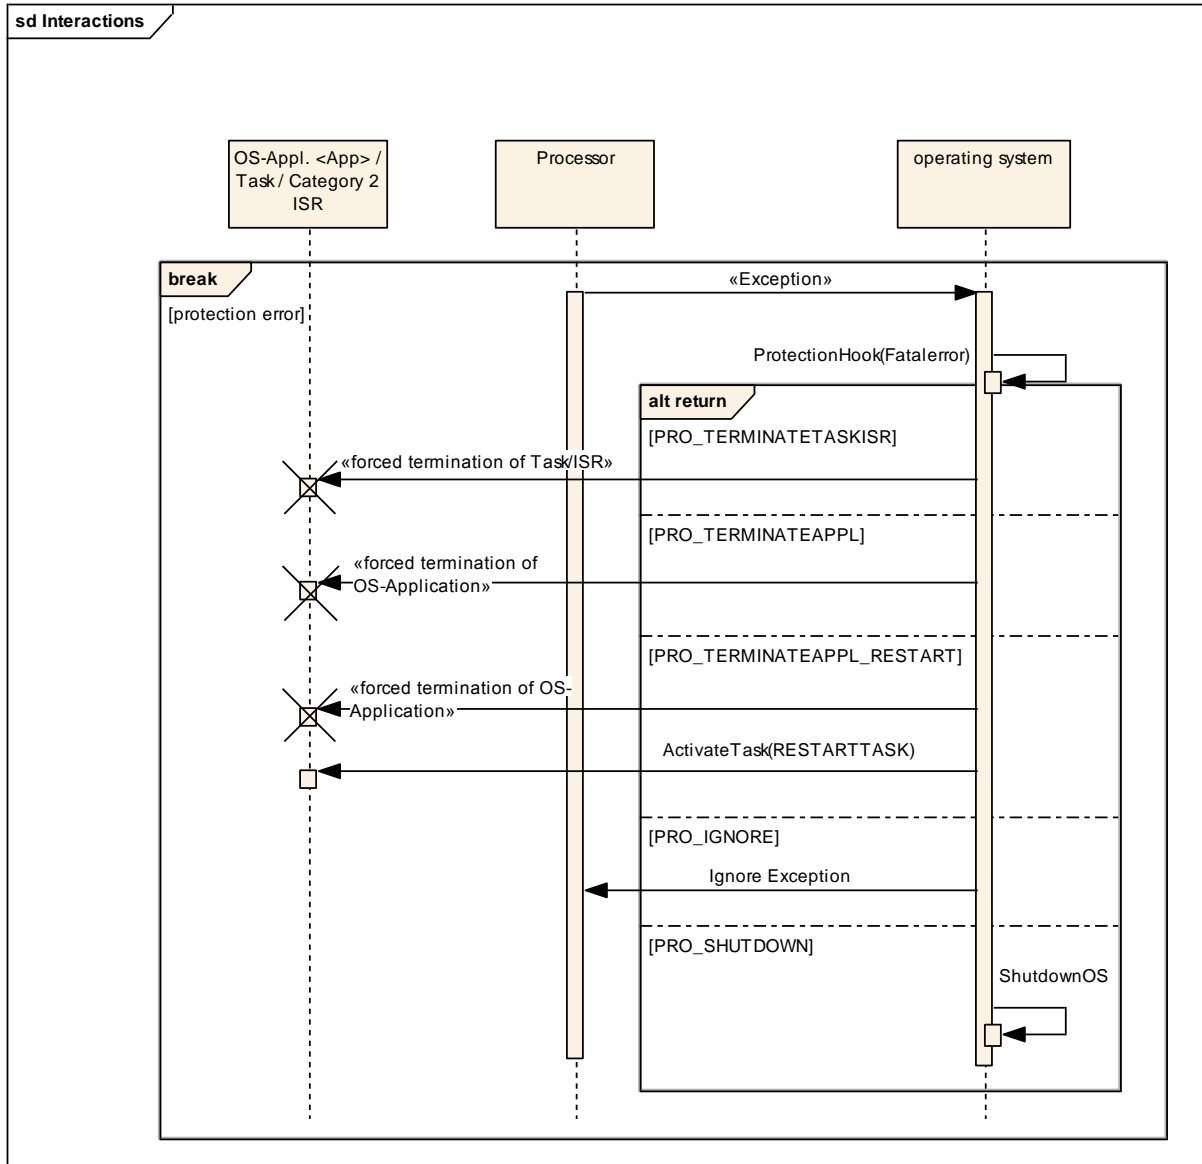 sd Interactions
OS-Appl. <App> /
Task / Category 2
ISR
Processor
operating system
break
[protection error]
«Exception»
ProtectionHook(Fatalerror)
alt return
[PRO_TERMINATETASKISR]
«forced termination of Task/ISR»
[PRO_TERMINATEAPPL]
«forced termination of
OS-Application»
[PRO_TERMINATEAPPL_RESTART]
«forced termination of OS-
Application»
ActivateTask(RESTARTTASK)
[PRO_IGNORE]
Ignore Exception
[PRO_SHUTDOWN]
ShutdownOS